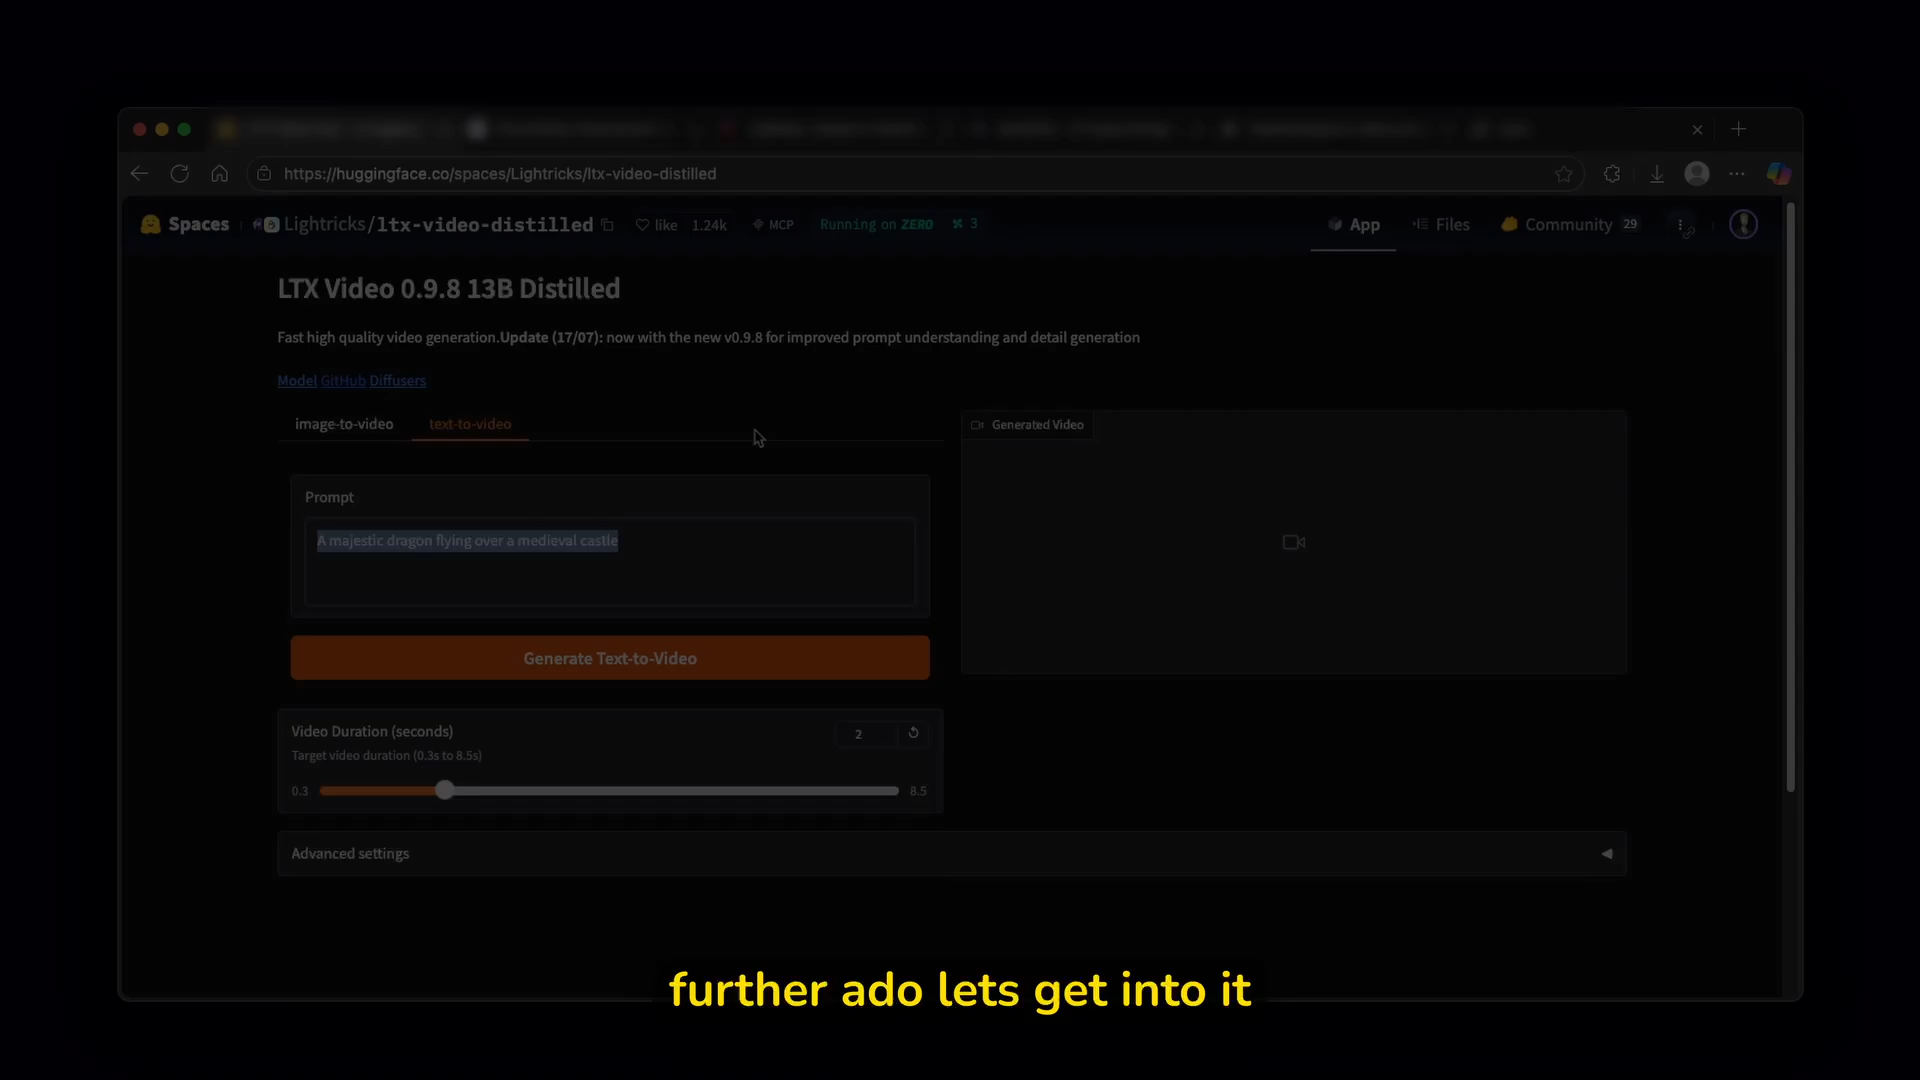 https://huggingface.co/spaces/Lightricks/ltx-video-distilled
Spaces Lightricks/ltx-video-distilled like 1.24k MCP Running on ZERO 3 App Files Community 29
LTX Video 0.9.8 13B Distilled
Fast high quality video generation.Update (17/07): now with the new v0.9.8 for improved prompt understanding and detail generation
Model GitHub Diffusers
image-to-video text-to-video
Generated Video
Prompt
A majestic dragon flying over a medieval castle
Generate Text-to-Video
Video Duration (seconds) 2
Target video duration (0.3s to 8.5s)
0.3 8.5
Advanced settings
further ado lets get into it